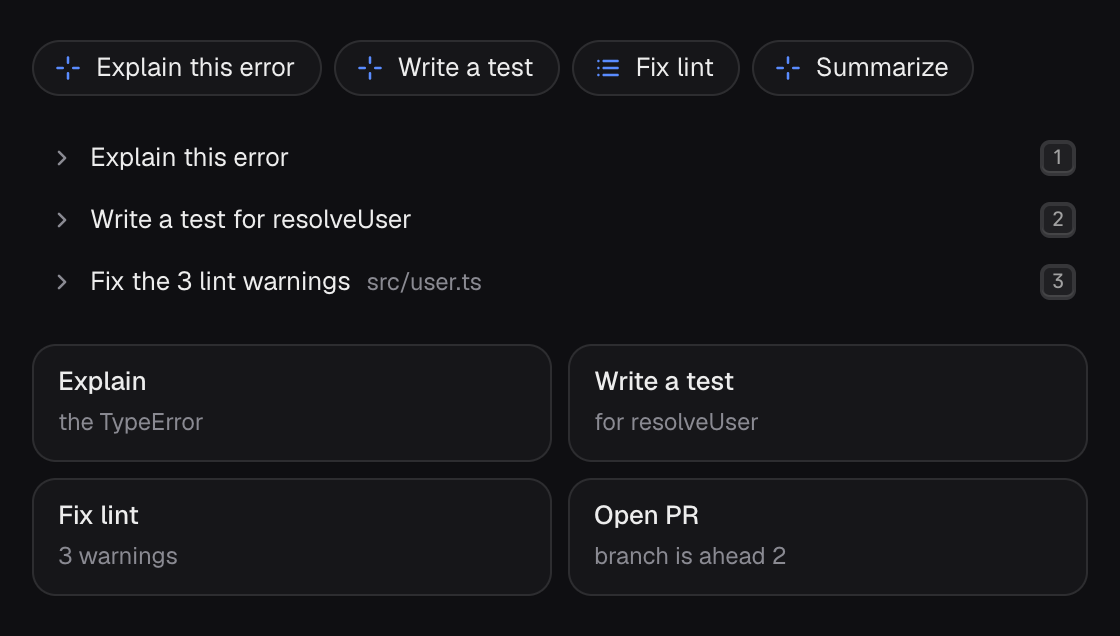 Explain this error
Write a test
Fix lint
Summarize
Explain this error 1
Write a test for resolveUser 2
Fix the 3 lint warnings src/user.ts 3
Explain
the TypeError
Write a test
for resolveUser
Fix lint
3 warnings
Open PR
branch is ahead 2